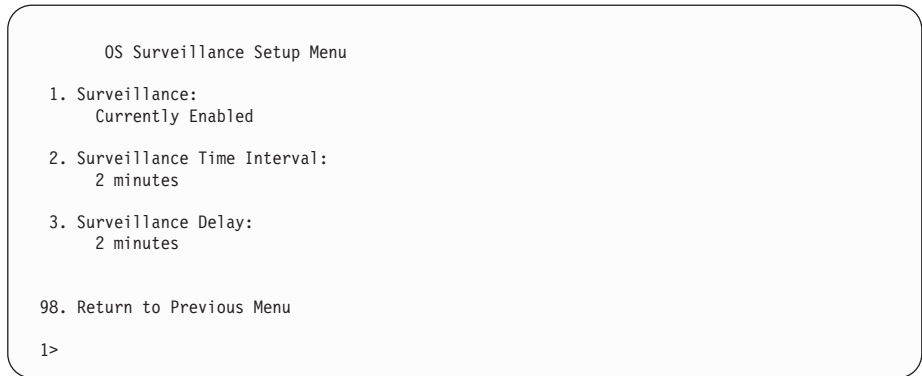 OS Surveillance Setup Menu
1. Surveillance:
Currently Enabled
2. Surveillance Time Interval:
2 minutes
3. Surveillance Delay:
2 minutes
98. Return to Previous Menu
1>